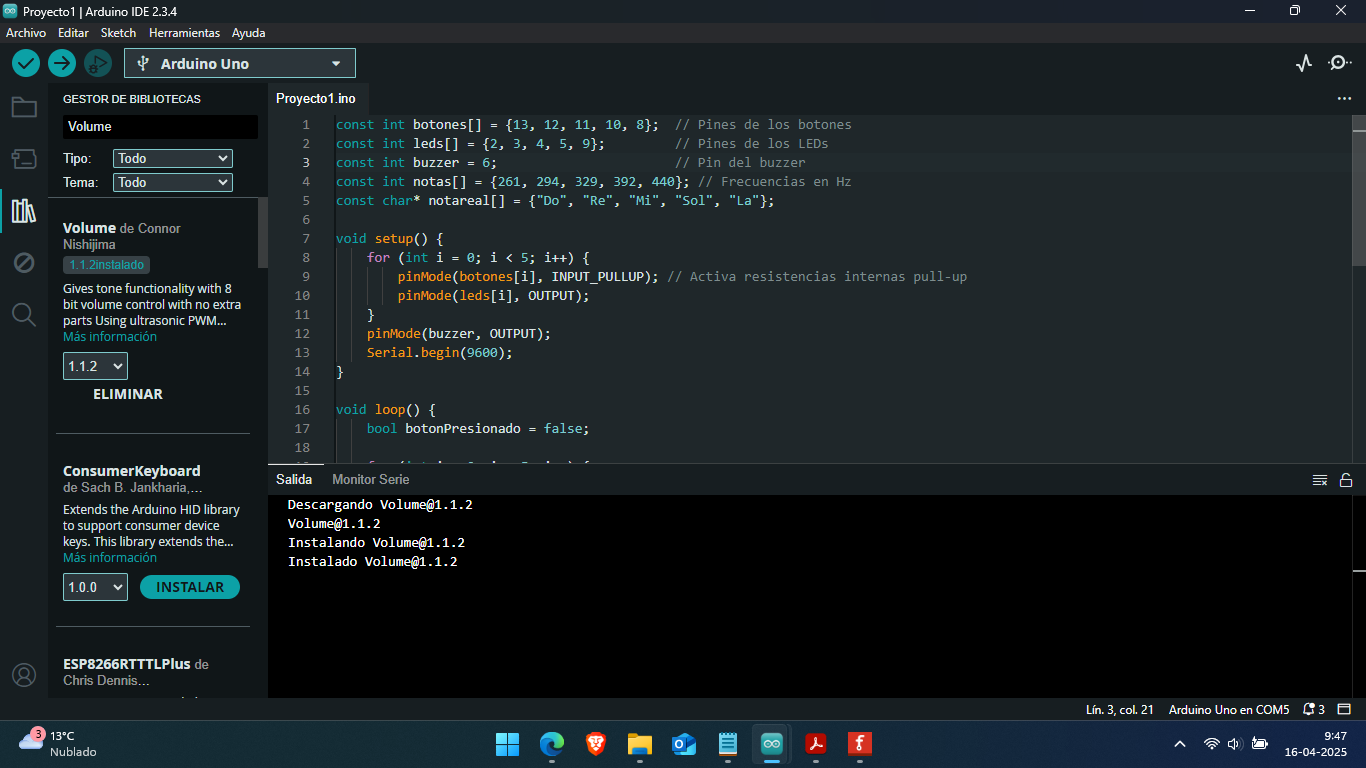 Proyecto1 | Arduino IDE 2.3.4
Archivo Editar Sketch Herramientas Ayuda
Arduino Uno
GESTOR DE BIBLIOTECAS
Volume
Tipo: Todo
Tema: Todo
Volume de Connor
Nishijima
1.1.2instalado
Gives tone functionality with 8
bit volume control with no extra
parts Using ultrasonic PWM...
Más información
1.1.2
ELIMINAR
ConsumerKeyboard
de Sach B. Jankharia,...
Extends the Arduino HID library
to support consumer device
keys. This library extends the...
Más información
1.0.0 INSTALAR
ESP8266RTTTLPlus de
Chris Dennis...
Proyecto1.ino
1 const int botones[] = {13, 12, 11, 10, 8}; // Pines de los botones
2 const int leds[] = {2, 3, 4, 5, 9}; // Pines de los LEDs
3 const int buzzer = 6; // Pin del buzzer
4 const int notas[] = {261, 294, 329, 392, 440}; // Frecuencias en Hz
5 const char* notareal[] = {"Do", "Re", "Mi", "Sol", "La"};
6
7 void setup() {
8 for (int i = 0; i < 5; i++) {
9 pinMode(botones[i], INPUT_PULLUP); // Activa resistencias internas pull-up
10 pinMode(leds[i], OUTPUT);
11 }
12 pinMode(buzzer, OUTPUT);
13 Serial.begin(9600);
14 }
15
16 void loop() {
17 bool botonPresionado = false;
18
Salida Monitor Serie
Descargando Volume@1.1.2
Volume@1.1.2
Instalando Volume@1.1.2
Instalado Volume@1.1.2
Lín. 3, col. 21 Arduino Uno en COM5 3
3
13°C
Nublado
9:47
16-04-2025